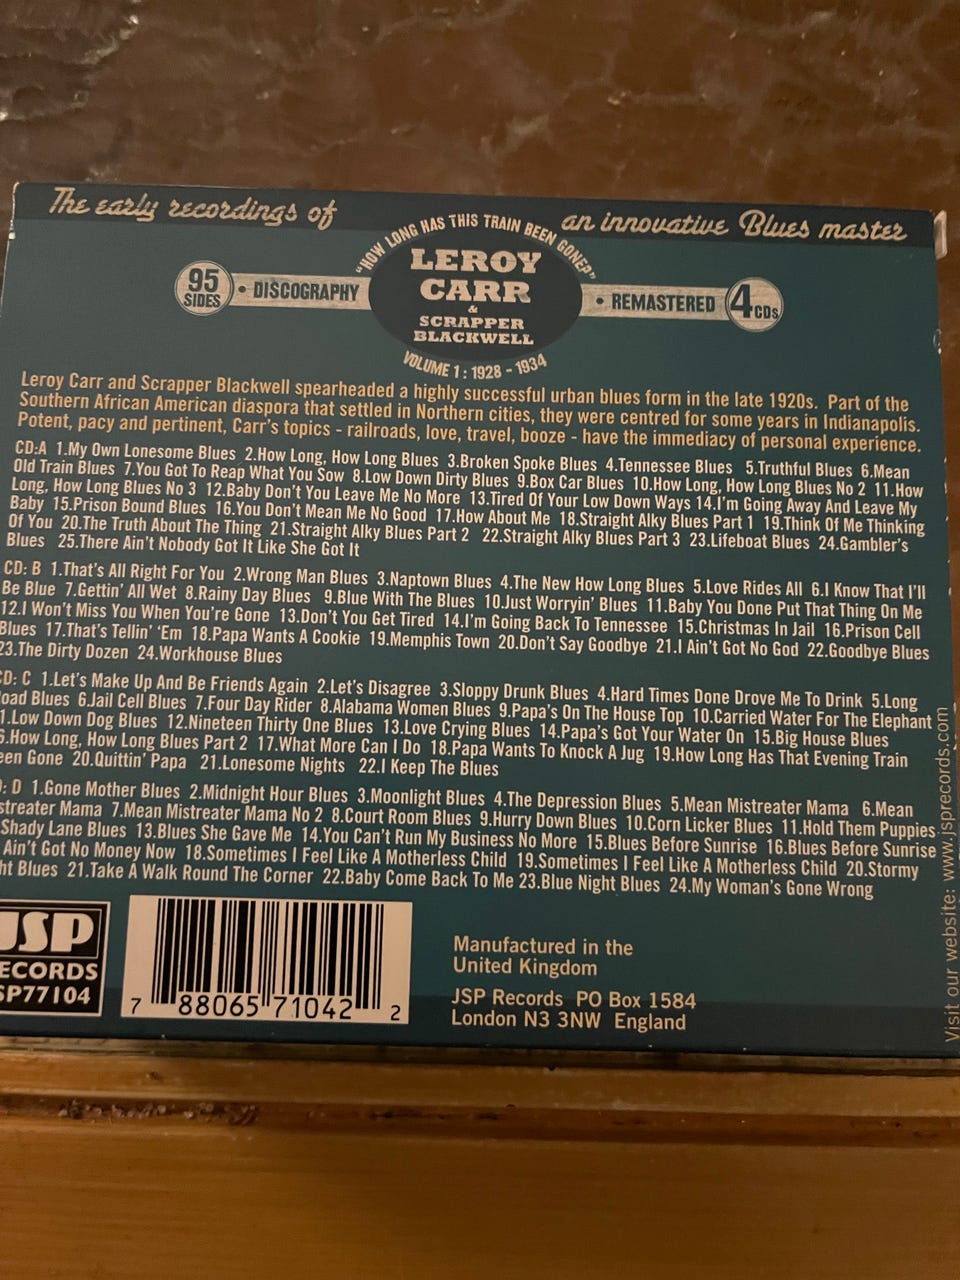 The early recordings of
an innovative Blues master
"HOW LONG HAS THIS TRAIN BEEN GONE?"
LEROY
CARR
&
SCRAPPER
BLACKWELL
VOLUME 1 : 1928 - 1934
95
SIDES
• DISCOGRAPHY
• REMASTERED
4CDs
Leroy Carr and Scrapper Blackwell spearheaded a highly successful urban blues form in the late 1920s. Part of the
Southern African American diaspora that settled in Northern cities, they were centred for some years in Indianapolis.
Potent, pacy and pertinent, Carr's topics - railroads, love, travel, booze - have the immediacy of personal experience.
CD:A 1.My Own Lonesome Blues 2.How Long, How Long Blues 3.Broken Spoke Blues 4.Tennessee Blues 5.Truthful Blues 6.Mean
Old Train Blues 7.You Got To Reap What You Sow 8.Low Down Dirty Blues 9.Box Car Blues 10.How Long, How Long Blues No 2 11.How
Long, How Long Blues No 3 12.Baby Don't You Leave Me No More 13.Tired Of Your Low Down Ways 14.I'm Going Away And Leave My
Baby 15.Prison Bound Blues 16.You Don't Mean Me No Good 17.How About Me 18.Straight Alky Blues Part 1 19.Think Of Me Thinking
Of You 20.The Truth About The Thing 21.Straight Alky Blues Part 2 22.Straight Alky Blues Part 3 23.Lifeboat Blues 24.Gambler's
Blues 25.There Ain't Nobody Got It Like She Got It
CD: B 1.That's All Right For You 2.Wrong Man Blues 3.Naptown Blues 4.The New How Long Blues 5.Love Rides All 6.I Know That I'll
Be Blue 7.Gettin' All Wet 8.Rainy Day Blues 9.Blue With The Blues 10.Just Worryin' Blues 11.Baby You Done Put That Thing On Me
12.I Won't Miss You When You're Gone 13.Don't You Get Tired 14.I'm Going Back To Tennessee 15.Christmas In Jail 16.Prison Cell
Blues 17.That's Tellin' 'Em 18.Papa Wants A Cookie 19.Memphis Town 20.Don't Say Goodbye 21.I Ain't Got No God 22.Goodbye Blues
23.The Dirty Dozen 24.Workhouse Blues
CD: C 1.Let's Make Up And Be Friends Again 2.Let's Disagree 3.Sloppy Drunk Blues 4.Hard Times Done Drove Me To Drink 5.Long
oad Blues 6.Jail Cell Blues 7.Four Day Rider 8.Alabama Women Blues 9.Papa's On The House Top 10.Carried Water For The Elephant
1.Low Down Dog Blues 12.Nineteen Thirty One Blues 13.Love Crying Blues 14.Papa's Got Your Water On 15.Big House Blues
6.How Long, How Long Blues Part 2 17.What More Can I Do 18.Papa Wants To Knock A Jug 19.How Long Has That Evening Train
een Gone 20.Quittin' Papa 21.Lonesome Nights 22.I Keep The Blues
: D 1.Gone Mother Blues 2.Midnight Hour Blues 3.Moonlight Blues 4.The Depression Blues 5.Mean Mistreater Mama 6.Mean
streater Mama 7.Mean Mistreater Mama No 2 8.Court Room Blues 9.Hurry Down Blues 10.Corn Licker Blues 11.Hold Them Puppies
Shady Lane Blues 13.Blues She Gave Me 14.You Can't Run My Business No More 15.Blues Before Sunrise 16.Blues Before Sunrise
Ain't Got No Money Now 18.Sometimes I Feel Like A Motherless Child 19.Sometimes I Feel Like A Motherless Child 20.Stormy
ht Blues 21.Take A Walk Round The Corner 22.Baby Come Back To Me 23.Blue Night Blues 24.My Woman's Gone Wrong
JSP
ECORDS
SP77104
7 88065 71042 2
Manufactured in the
United Kingdom
JSP Records PO Box 1584
London N3 3NW England
Visit our website: www.jsprecords.com